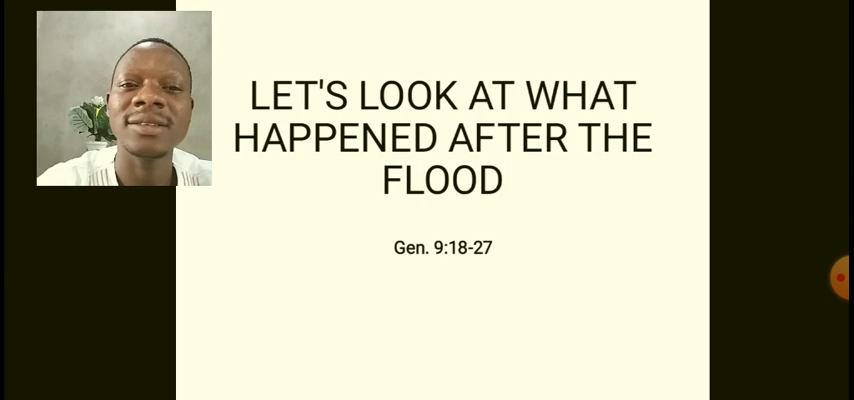 LET'S LOOK AT WHAT
HAPPENED AFTER THE
FLOOD
Gen. 9:18-27